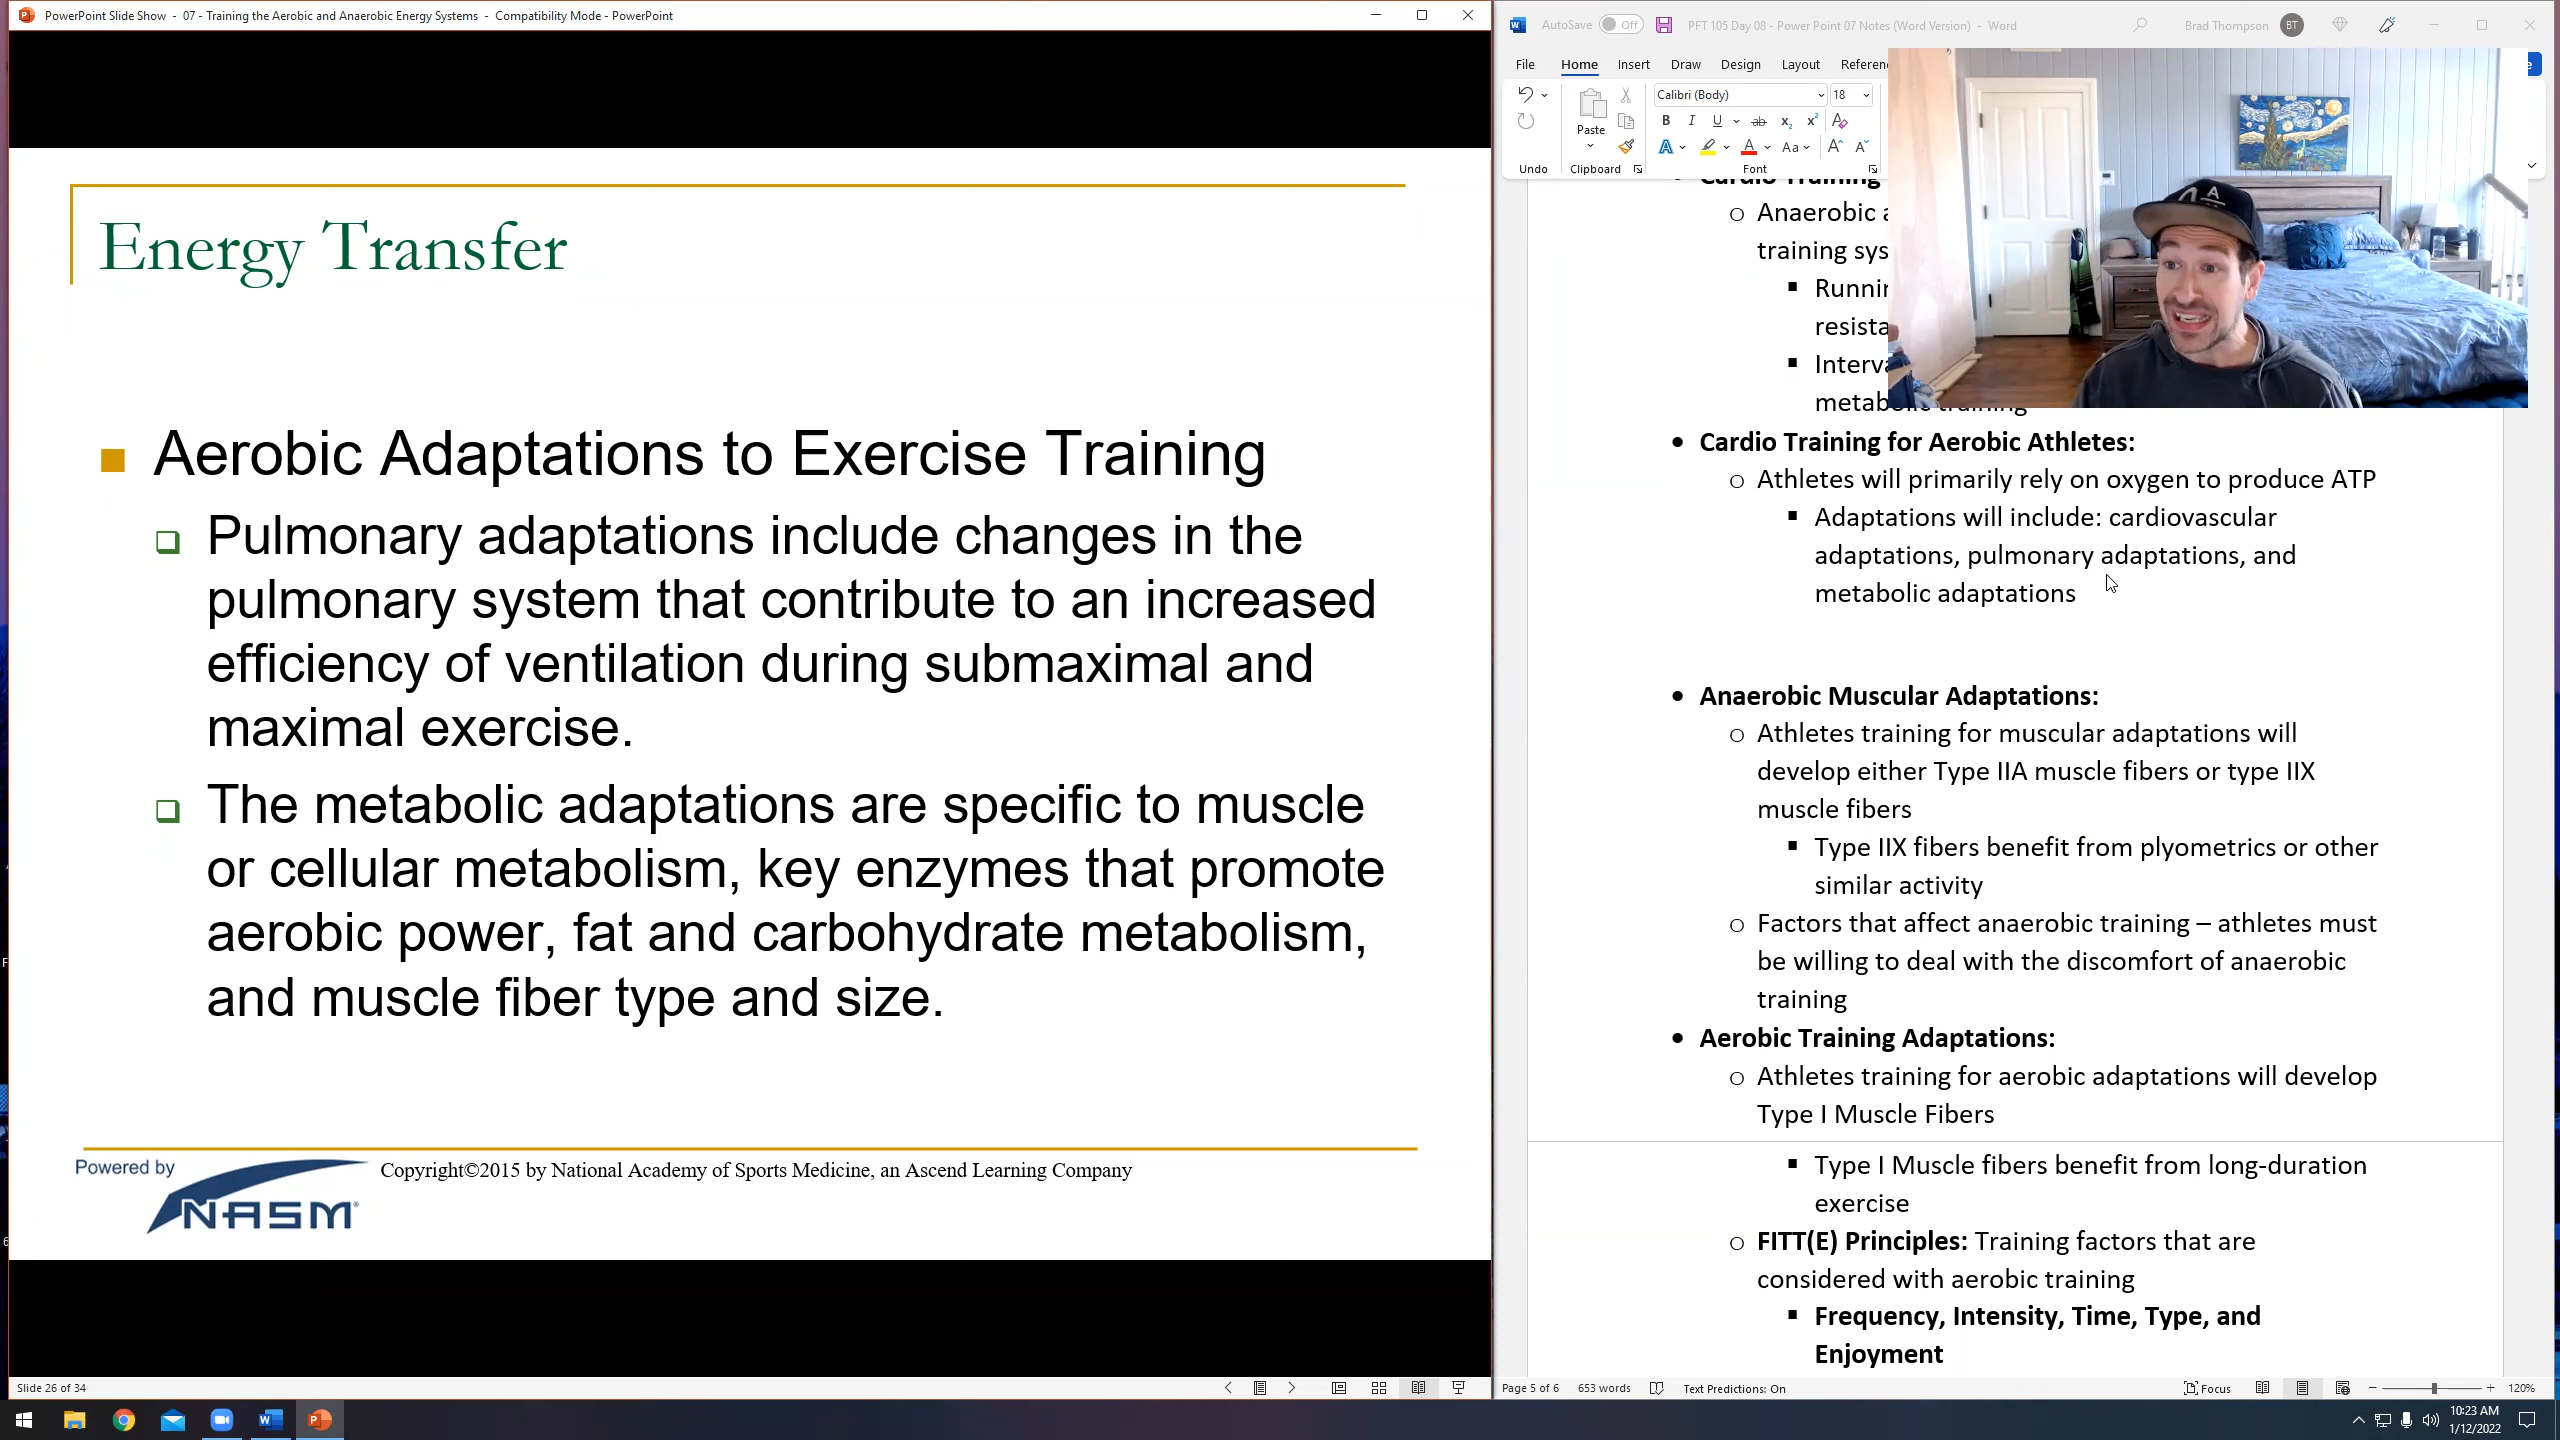 PowerPoint Slide Show - 07 - Training the Aerobic and Anaerobic Energy Systems - Compatibility Mode - PowerPoint
Energy Transfer
Aerobic Adaptations to Exercise Training
Pulmonary adaptations include changes in the
pulmonary system that contribute to an increased
efficiency of ventilation during submaximal and
maximal exercise.
The metabolic adaptations are specific to muscle
or cellular metabolism, key enzymes that promote
aerobic power, fat and carbohydrate metabolism,
and muscle fiber type and size.
Powered by
NASM
Copyright©2015 by National Academy of Sports Medicine, an Ascend Learning Company
Slide 26 of 34
AutoSave Off PFT 105 Day 08 - Power Point 07 Notes (Word Version) - Word Brad Thompson BT
File Home Insert Draw Design Layout Referenc
Calibri (Body) 18
Paste
Undo Clipboard Font
Cardio Training
Anaerobic a
training sys
Runnin
resista
Interva
metabolic training
Cardio Training for Aerobic Athletes:
Athletes will primarily rely on oxygen to produce ATP
Adaptations will include: cardiovascular
adaptations, pulmonary adaptations, and
metabolic adaptations
Anaerobic Muscular Adaptations:
Athletes training for muscular adaptations will
develop either Type IIA muscle fibers or type IIX
muscle fibers
Type IIX fibers benefit from plyometrics or other
similar activity
Factors that affect anaerobic training – athletes must
be willing to deal with the discomfort of anaerobic
training
Aerobic Training Adaptations:
Athletes training for aerobic adaptations will develop
Type I Muscle Fibers
Type I Muscle fibers benefit from long-duration
exercise
FITT(E) Principles: Training factors that are
considered with aerobic training
Frequency, Intensity, Time, Type, and
Enjoyment
Page 5 of 6 653 words Text Predictions: On Focus 120%
10:23 AM
1/12/2022